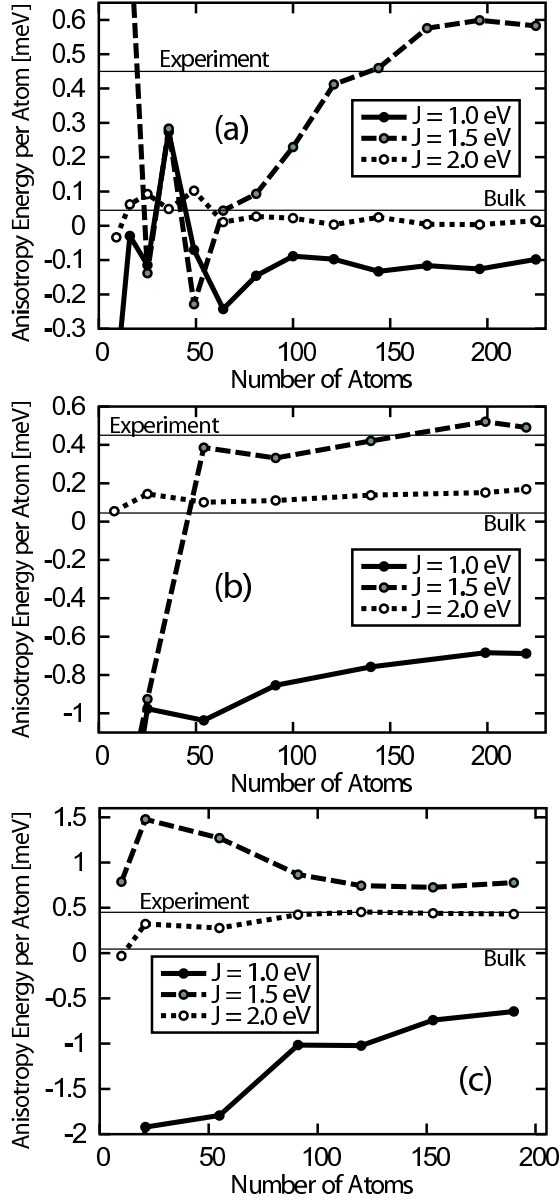 Anisotropy Energy per Atom [meV]
0.6
0.5
0.4
0.3
0.2
0.1
0
-0.1
-0.2
-0.3
Experiment
(a)
J = 1.0 eV
J = 1.5 eV
J = 2.0 eV
Bulk
0 50 100 150 200
Number of Atoms
Anisotropy Energy per Atom [meV]
0.6
0.4
0.2
0
-0.2
-0.4
-0.6
-0.8
-1
Experiment
Bulk
(b)
J = 1.0 eV
J = 1.5 eV
J = 2.0 eV
0 50 100 150 200
Number of Atoms
Anisotropy Energy per Atom [meV]
1.5
1
0.5
0
-0.5
-1
-1.5
-2
Experiment
Bulk
J = 1.0 eV
J = 1.5 eV
J = 2.0 eV
(c)
0 50 100 150 200
Number of Atoms